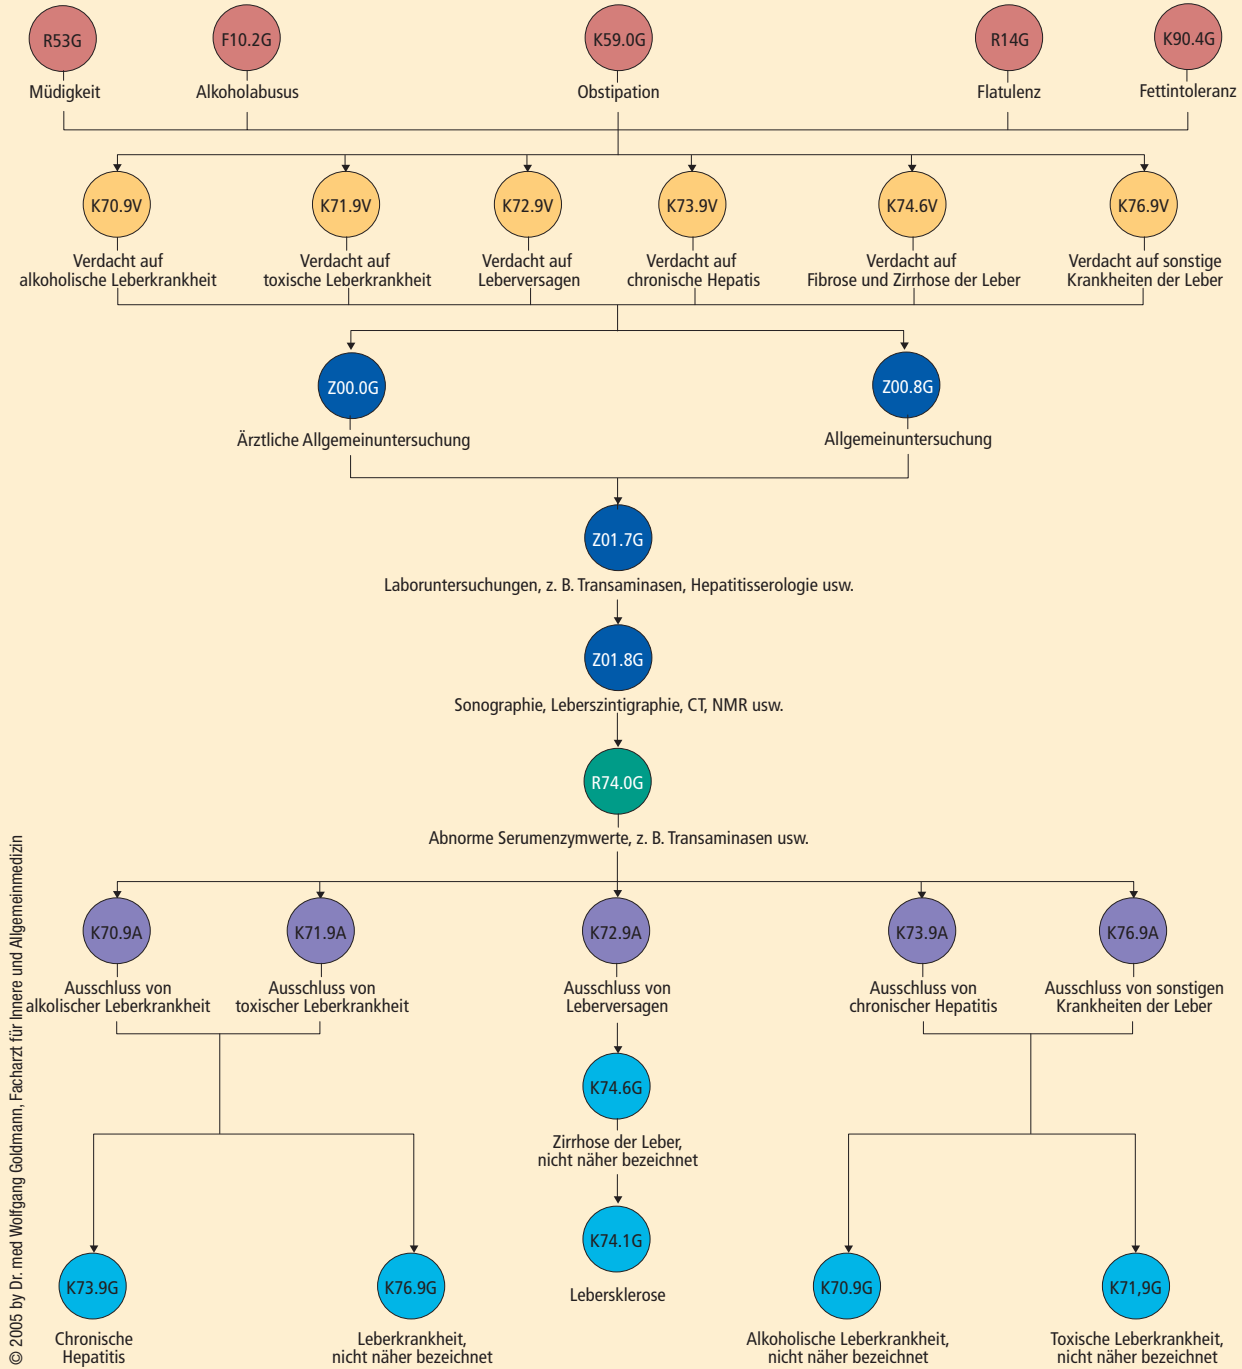 R53G
F10.2G
K59.0G
R14G
K90.4G
Müdigkeit
Alkoholabusus
Obstipation
Flatulenz
Fettintoleranz
K70.9V
K71.9V
K72.9V
K73.9V
K74.6V
K76.9V
Verdacht auf
alkoholische Leberkrankheit
Verdacht auf
toxische Leberkrankheit
Verdacht auf
Leberversagen
Verdacht auf
chronische Hepatis
Verdacht auf
Fibrose und Zirrhose der Leber
Verdacht auf sonstige
Krankheiten der Leber
Z00.0G
Z00.8G
Ärztliche Allgemeinuntersuchung
Allgemeinuntersuchung
Z01.7G
Laboruntersuchungen, z. B. Transaminasen, Hepatitisserologie usw.
Z01.8G
Sonographie, Leberszintigraphie, CT, NMR usw.
R74.0G
Abnorme Serumenzymwerte, z. B. Transaminasen usw.
K70.9A
K71.9A
K72.9A
K73.9A
K76.9A
Ausschluss von
alkolischer Leberkrankheit
Ausschluss von
toxischer Leberkrankheit
Ausschluss von
Leberversagen
Ausschluss von
chronischer Hepatitis
Ausschluss von sonstigen
Krankheiten der Leber
K74.6G
Zirrhose der Leber,
nicht näher bezeichnet
K74.1G
Lebersklerose
K73.9G
K76.9G
K70.9G
K71,9G
Chronische
Hepatitis
Leberkrankheit,
nicht näher bezeichnet
Alkoholische Leberkrankheit,
nicht näher bezeichnet
Toxische Leberkrankheit,
nicht näher bezeichnet
© 2005 by Dr. med Wolfgang Goldmann, Facharzt für Innere und Allgemeinmedizin